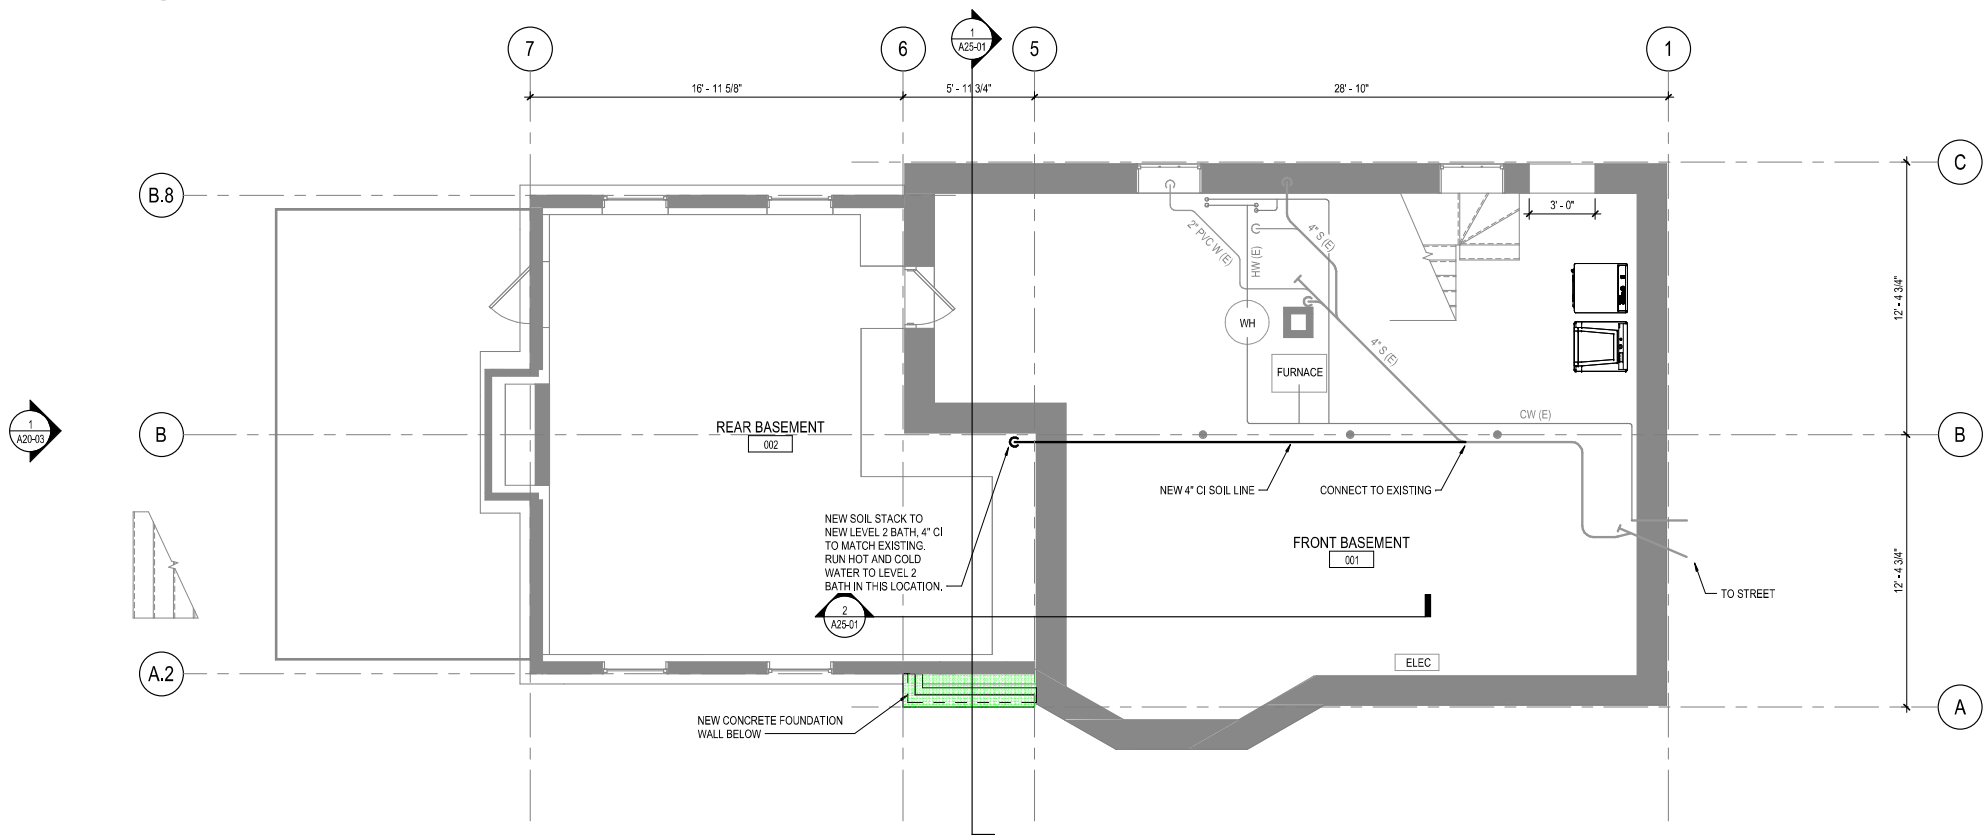 1
A25-01
7
6
5
1
16' - 11 5/8"
5' - 11 3/4"
28' - 10"
C
B.8
3' - 0"
2" PVC W (E)
HW (E)
4" S (E)
12' - 4 3/4"
WH
4" S (E)
FURNACE
CW (E)
1
A20-03
B
REAR BASEMENT
002
B
NEW 4" CI SOIL LINE
CONNECT TO EXISTING
NEW SOIL STACK TO
NEW LEVEL 2 BATH, 4" CI
TO MATCH EXISTING.
RUN HOT AND COLD
WATER TO LEVEL 2
BATH IN THIS LOCATION.
FRONT BASEMENT
001
12' - 4 3/4"
TO STREET
2
A25-01
ELEC
A.2
A
NEW CONCRETE FOUNDATION
WALL BELOW